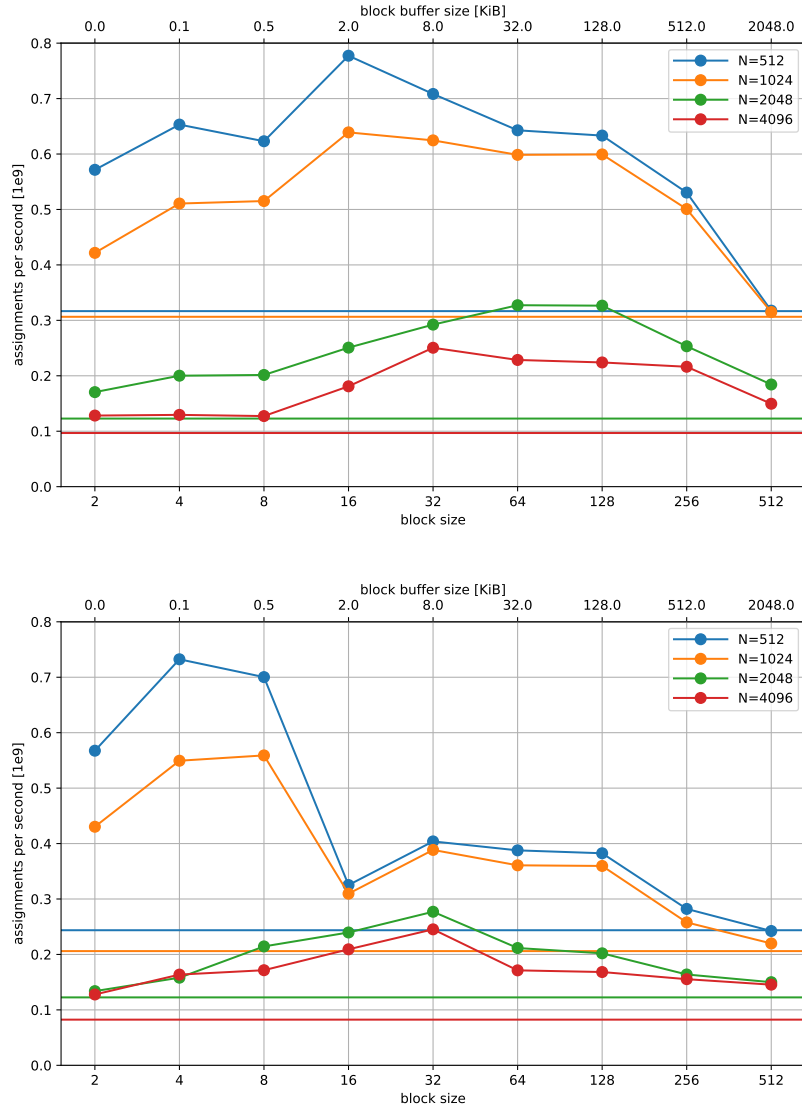 block buffer size [KiB]
0.0 0.1 0.5 2.0 8.0 32.0 128.0 512.0 2048.0
0.8
N=512
N=1024
N=2048
N=4096
0.7
0.6
0.5
0.4
0.3
0.2
0.1
0.0
assignments per second [1e9]
2 4 8 16 32 64 128 256 512
block size
block buffer size [KiB]
0.0 0.1 0.5 2.0 8.0 32.0 128.0 512.0 2048.0
0.8
N=512
N=1024
N=2048
N=4096
0.7
0.6
0.5
0.4
0.3
0.2
0.1
0.0
assignments per second [1e9]
2 4 8 16 32 64 128 256 512
block size